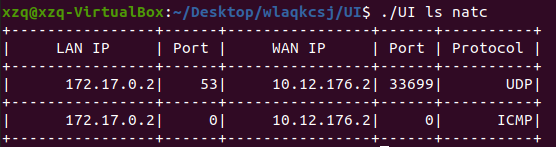 xzq@xzq-VirtualBox:~/Desktop/wlaqkcsj/UI$ ./UI ls natc
+---------------+-----+---------------+-----+----------+
|     LAN IP    | Port|     WAN IP    | Port|  Protocol|
+---------------+-----+---------------+-----+----------+
|     172.17.0.2|   53|    10.12.176.2|33699|       UDP|
+---------------+-----+---------------+-----+----------+
|     172.17.0.2|    0|    10.12.176.2|    0|      ICMP|
+---------------+-----+---------------+-----+----------+